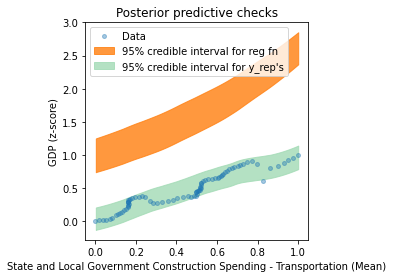 Posterior predictive checks
3.0
Data
95% credible interval for reg fn
95% credible interval for y_rep's
2.5
2.0
1.5
1.0
0.5
0.0
GDP (z-score)
0.0 0.2 0.4 0.6 0.8 1.0
State and Local Government Construction Spending - Transportation (Mean)